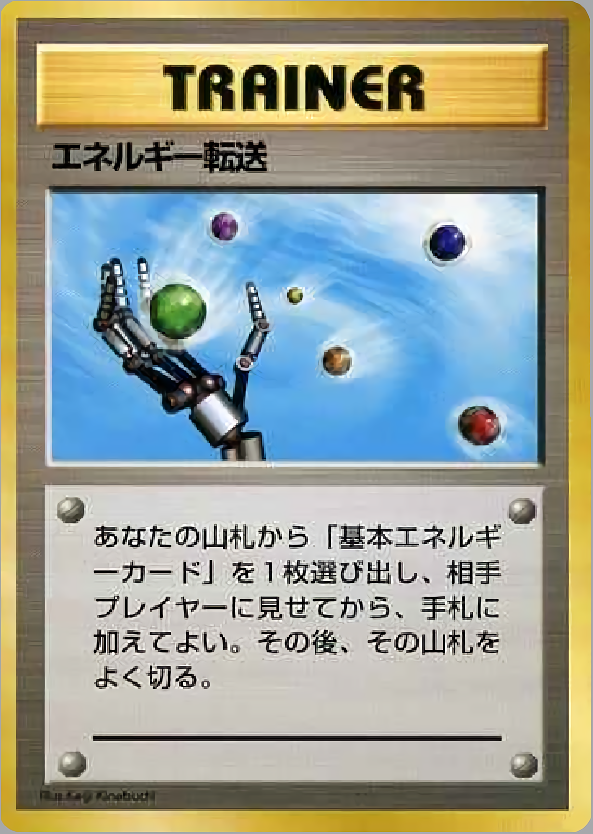 TRAINER
エネルギー転送
あなたの山札から「基本エネルギ
ーカード」を1枚選び出し、相手
プレイヤーに見せてから、手札に
加えてよい。その後、その山札を
よく切る。
Illus. Keiji Kinebuchi